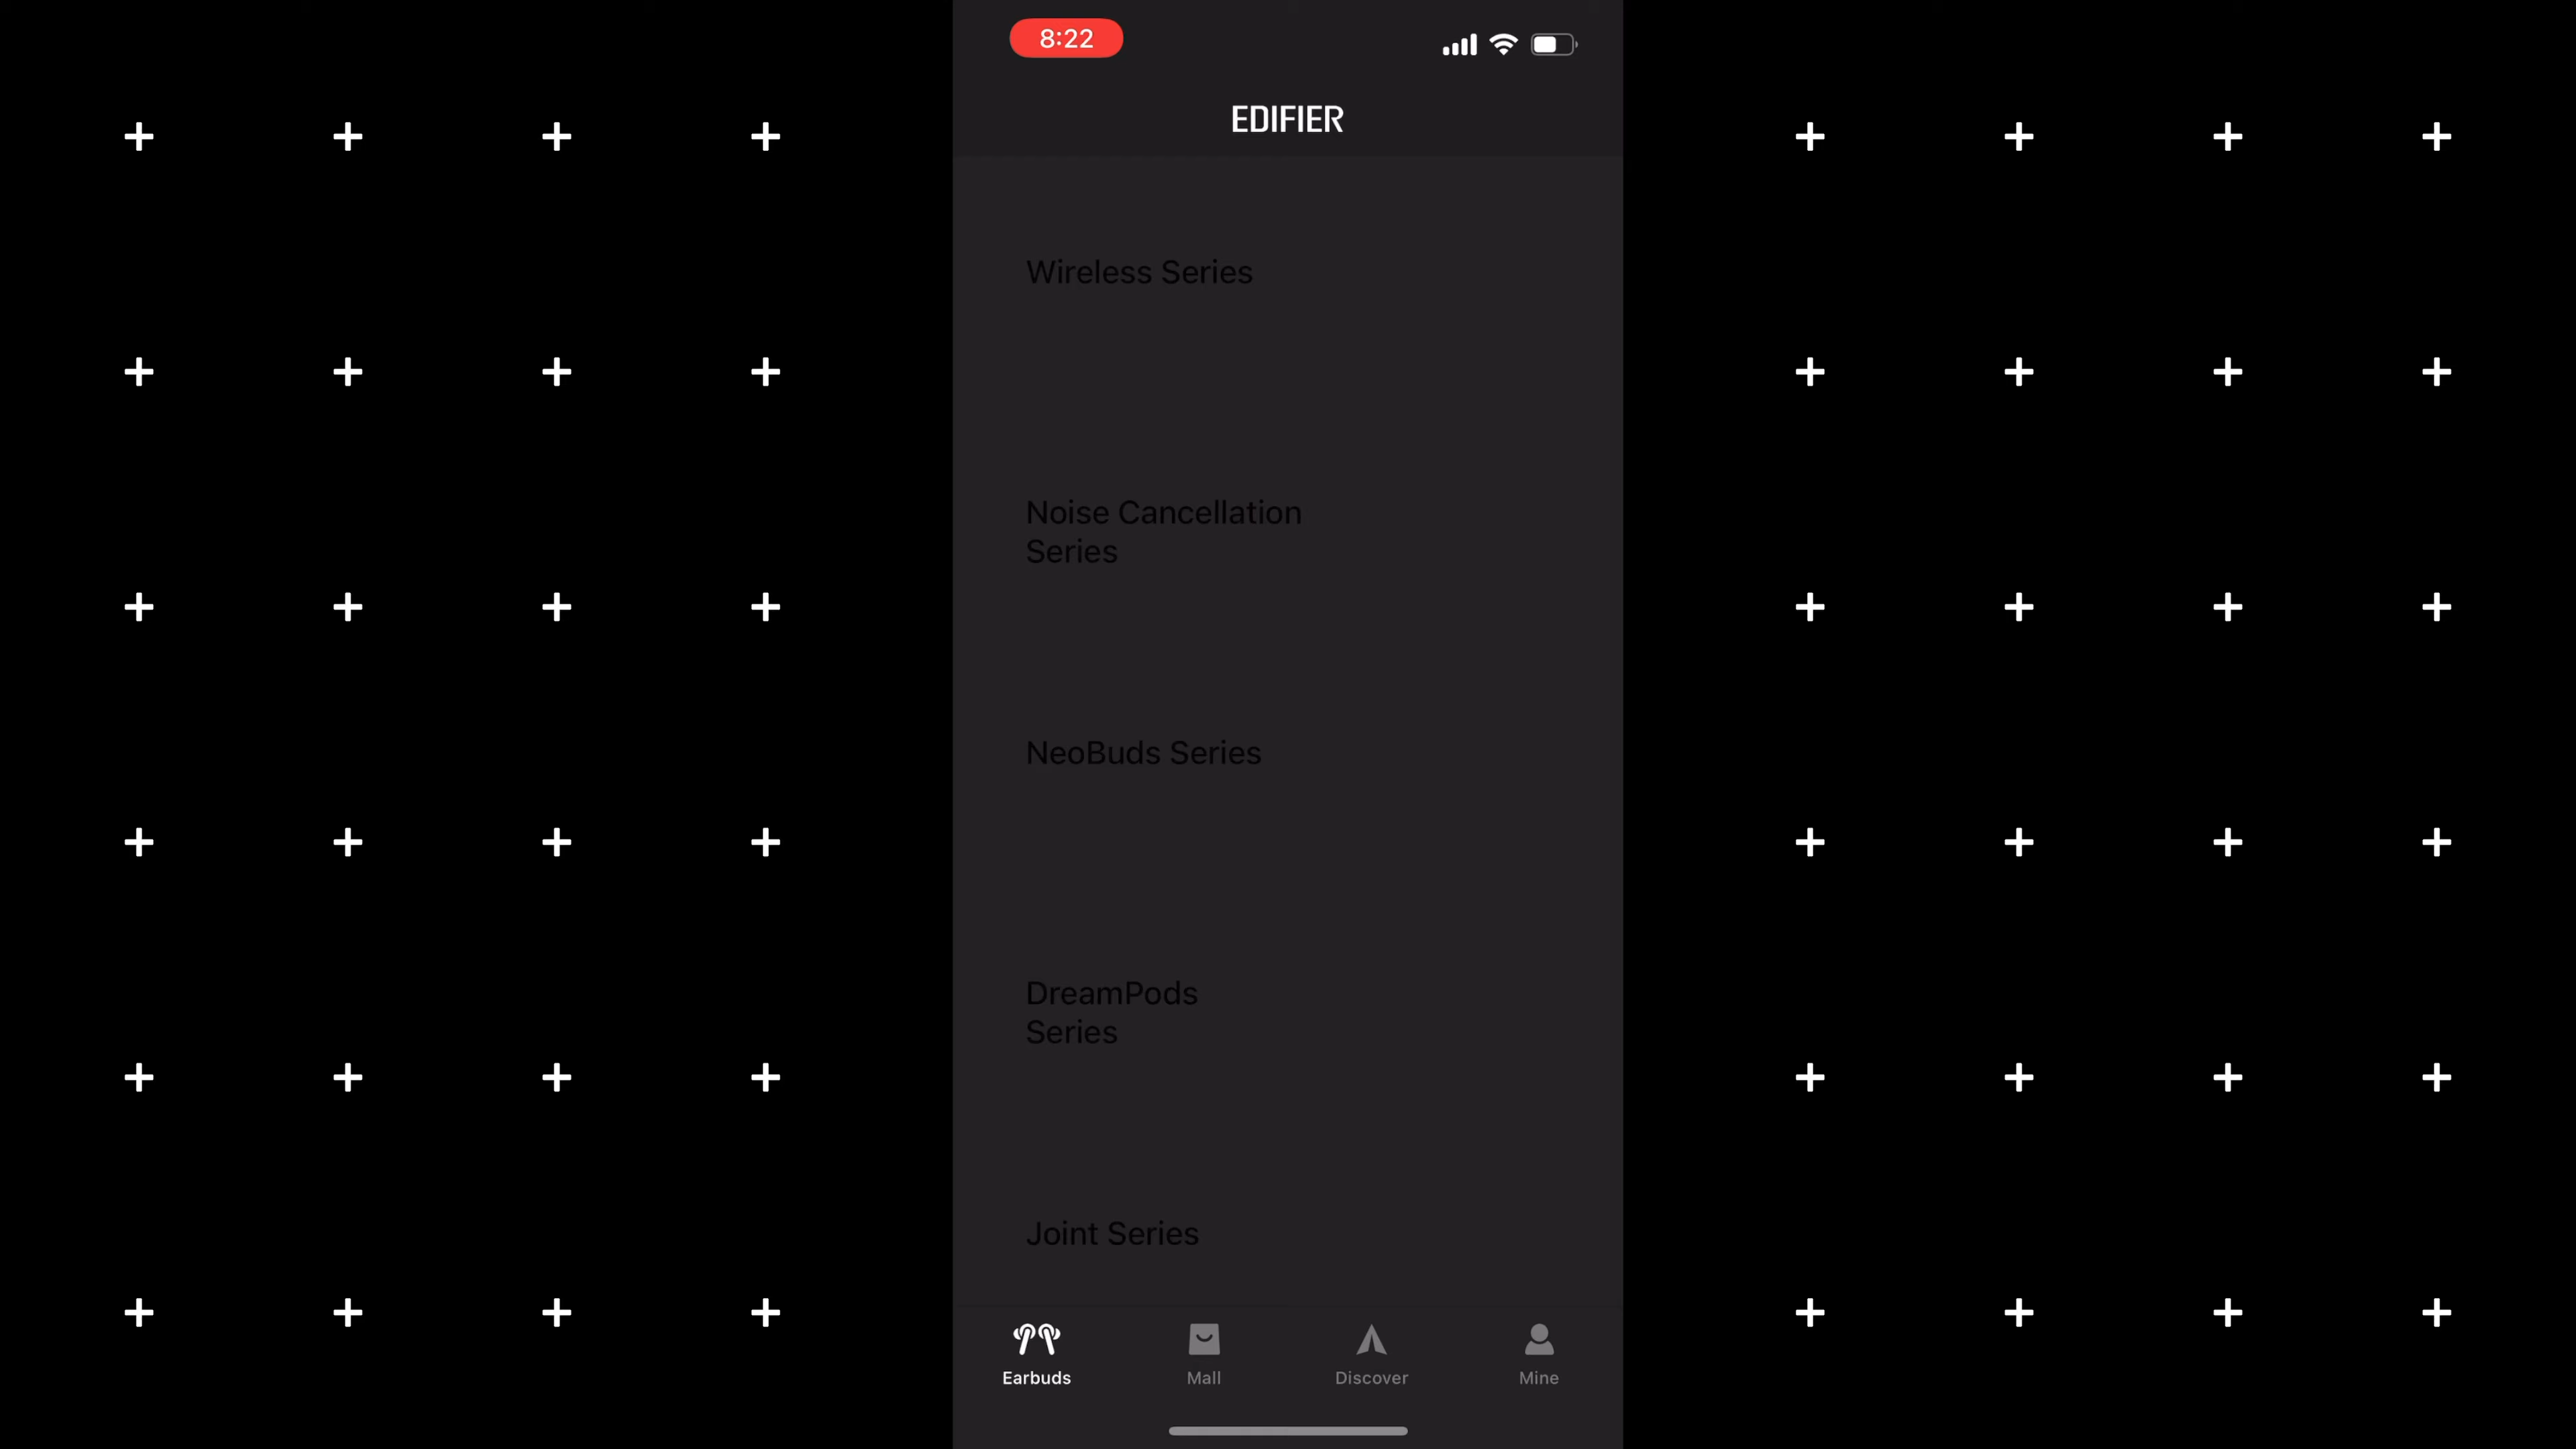 8:22
EDIFIER
Wireless Series
Noise Cancellation
Series
NeoBuds Series
DreamPods
Series
Joint Series
Earbuds
Mall
Discover
Mine